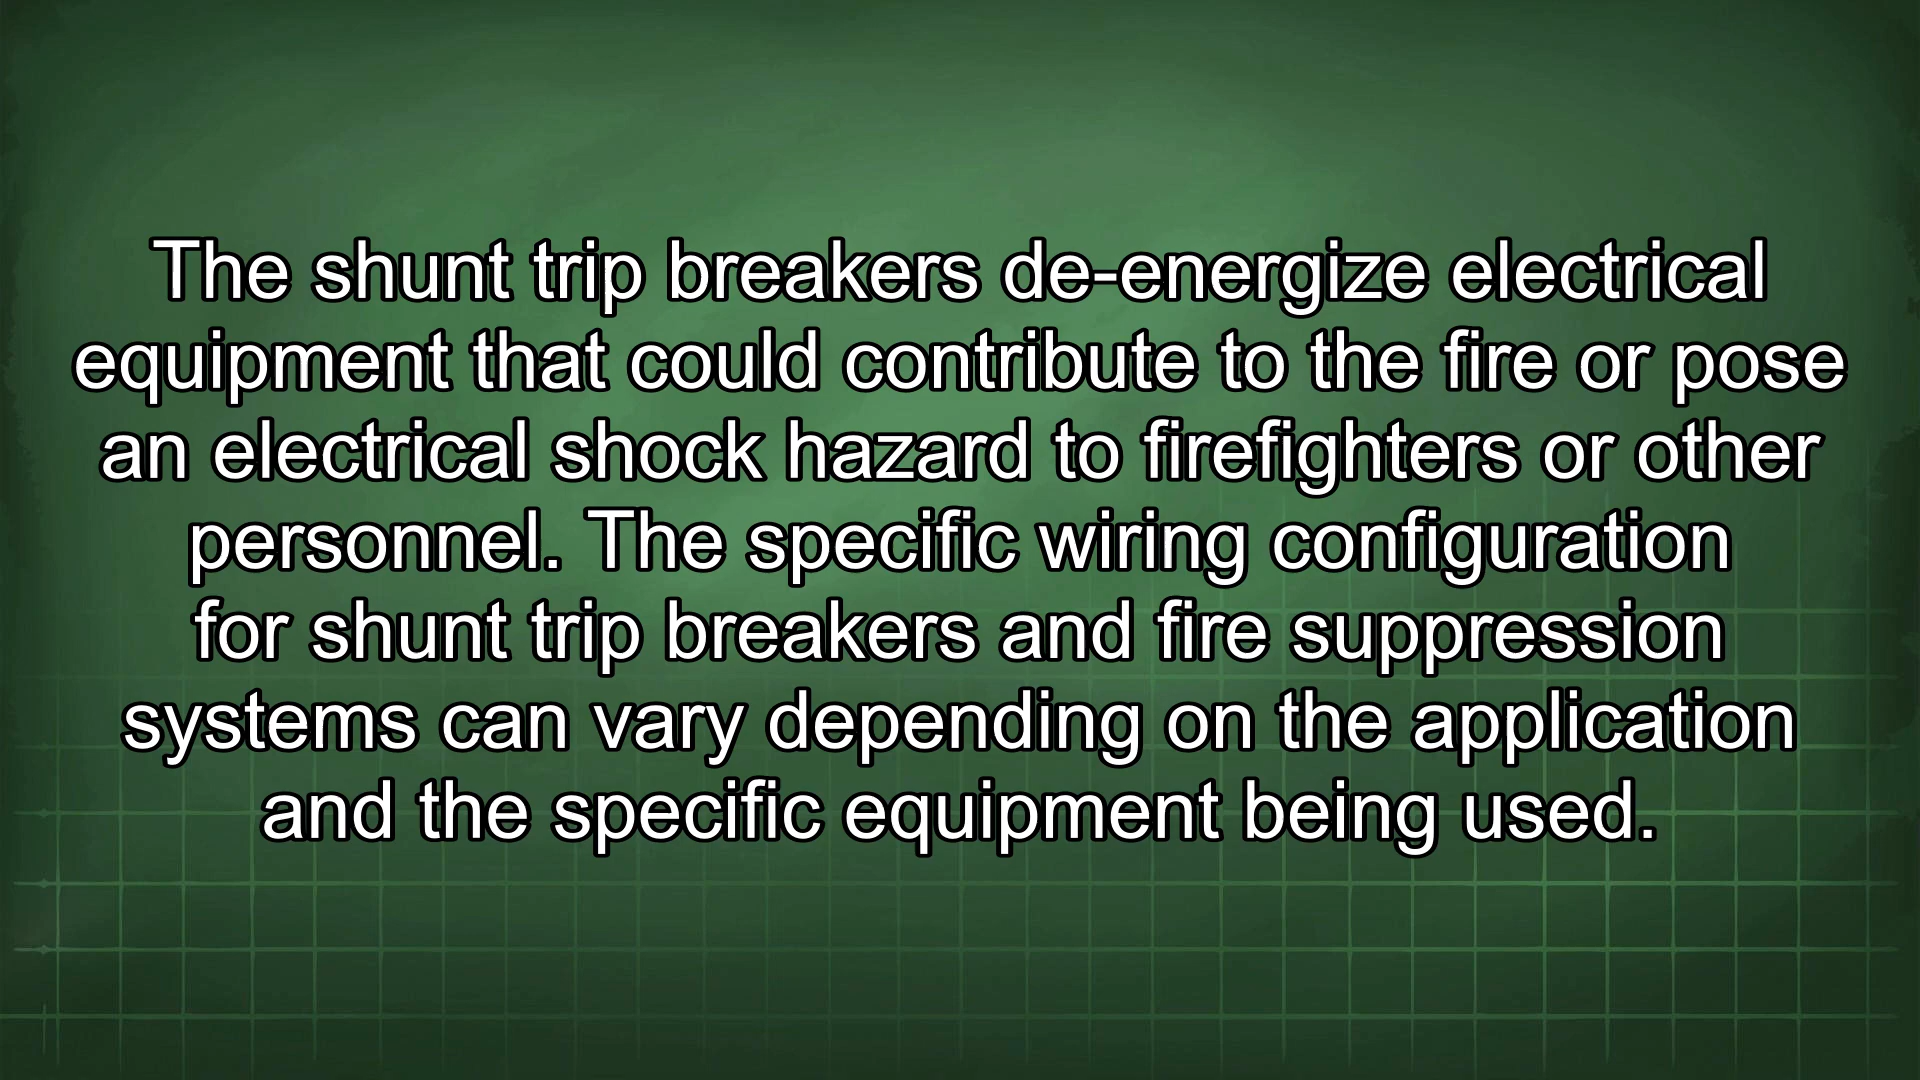 The shunt trip breakers de-energize electrical
equipment that could contribute to the fire or pose
an electrical shock hazard to firefighters or other
personnel. The specific wiring configuration
for shunt trip breakers and fire suppression
systems can vary depending on the application
and the specific equipment being used.